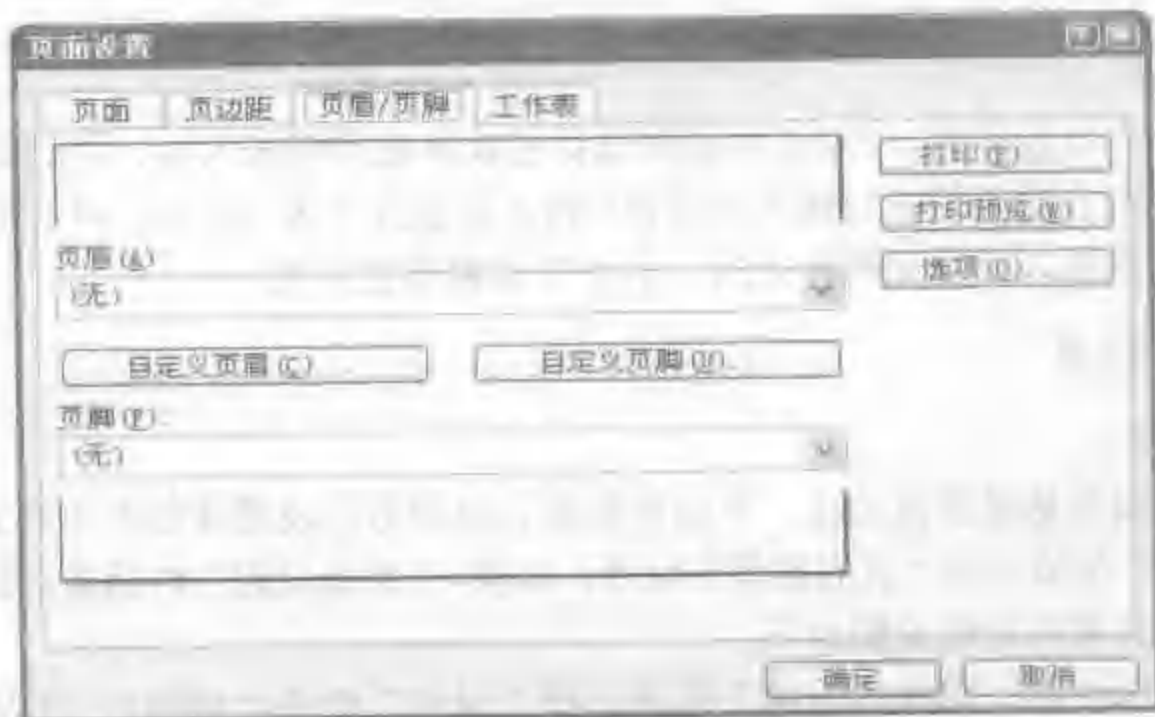 页面设置
页面 页边距 页眉/页脚 工作表
打印(P)...
打印预览(W)
选项(O)...
页眉(A):
(无)
自定义页眉(C)...
自定义页脚(U)...
页脚(F):
(无)
确定 取消